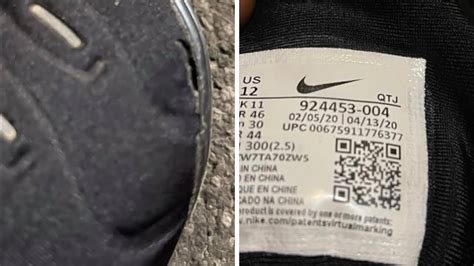 US
12
QTJ
K 11
924453-004
R 46
02/05/20 | 04/13/20
UPC 00675911776377
n 30
R 44
300(2.5)
W7TA70ZW5
IN CHINA
N CHINA
QUE EN CHINE
CADO NA CHINA
product is covered by one or more patents:
w.nike.com/patentsvirtualmarking